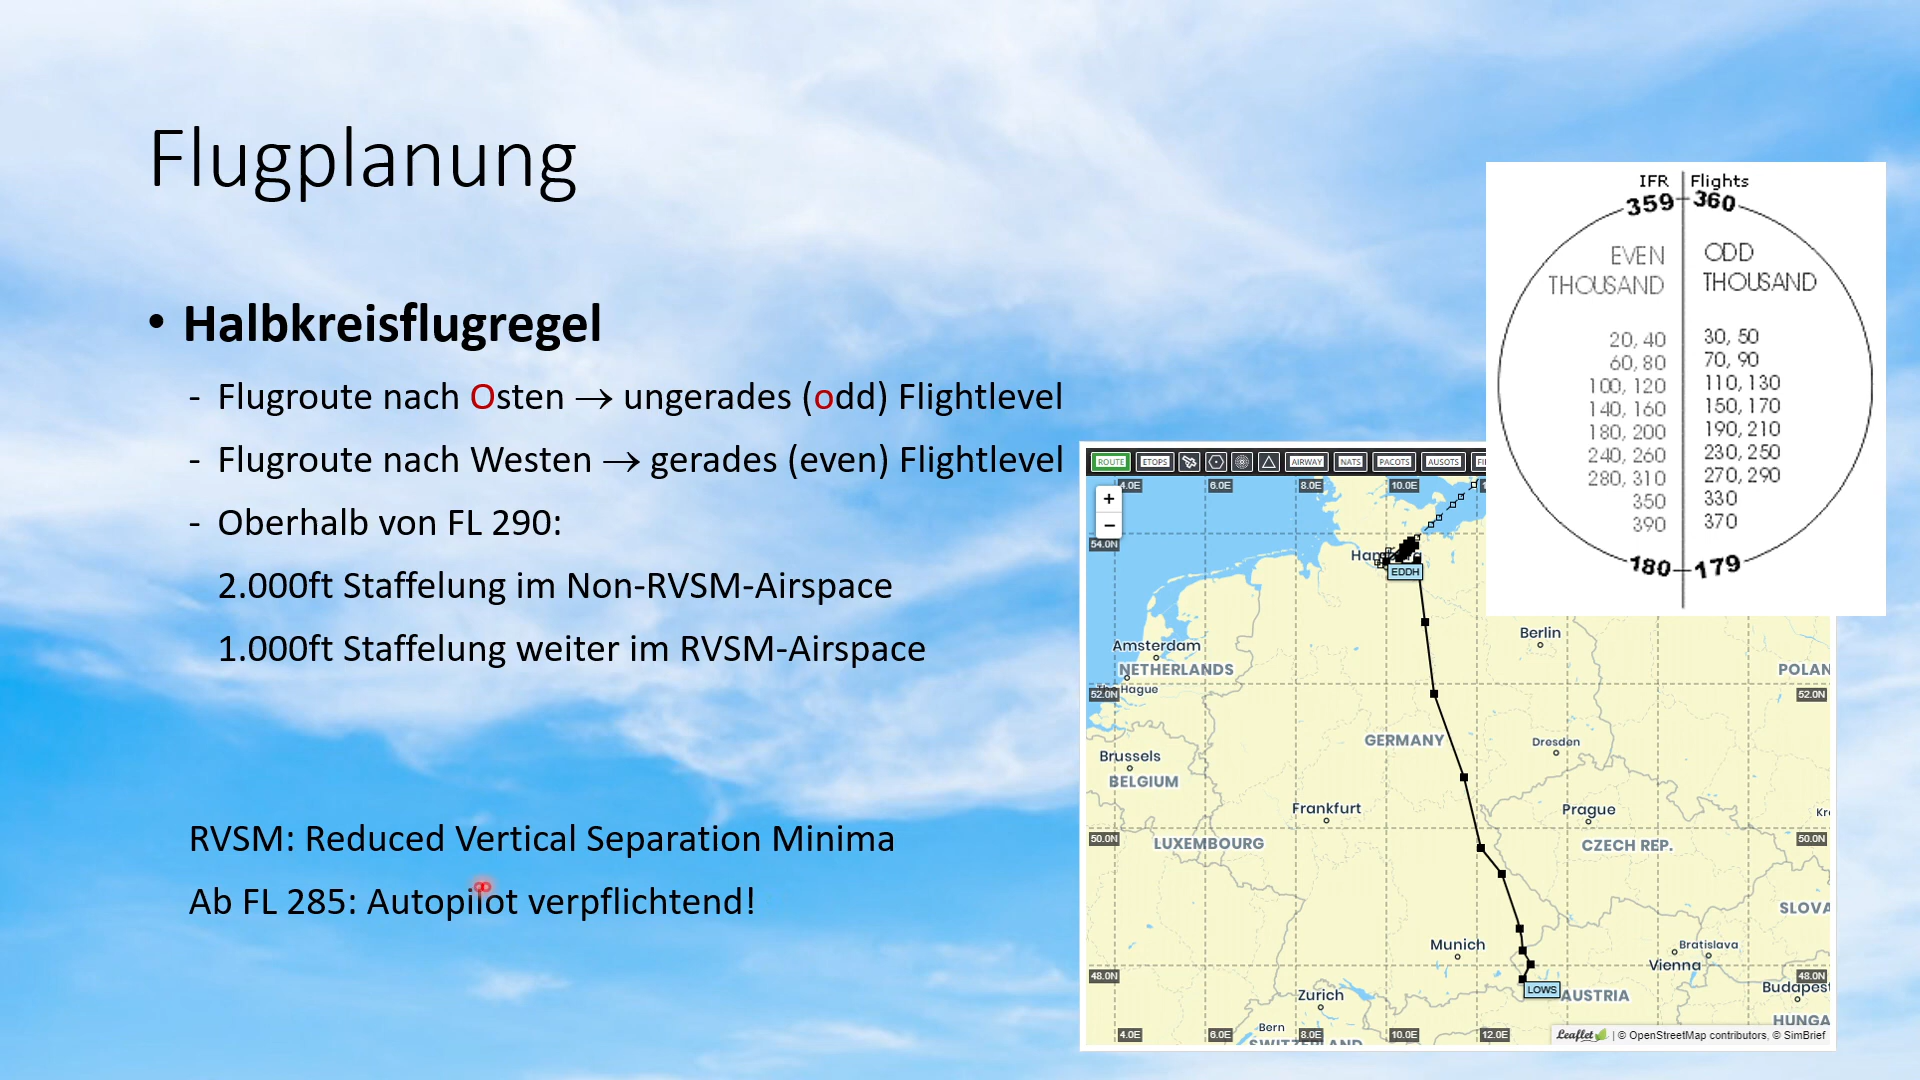 Flugplanung
• Halbkreisflugregel
- Flugroute nach Osten → ungerades (odd) Flightlevel
- Flugroute nach Westen → gerades (even) Flightlevel
- Oberhalb von FL 290:
2.000ft Staffelung im Non-RVSM-Airspace
1.000ft Staffelung weiter im RVSM-Airspace
RVSM: Reduced Vertical Separation Minima
Ab FL 285: Autopilot verpflichtend!
IFR Flights
359 360
EVEN THOUSAND
ODD THOUSAND
20, 40 30, 50
60, 80 70, 90
100, 120 110, 130
140, 160 150, 170
180, 200 190, 210
240, 260 230, 250
280, 310 270, 290
350 330
390 370
180 179
ROUTE ETOPS AIRWAY NATS PACOTS AUSOTS
4.0E 6.0E 8.0E 10.0E
+
−
54.0N
EDDH
Berlin
Amsterdam
NETHERLANDS
POLAN
Hague
52.0N 52.0N
GERMANY
Dresden
Brussels
BELGIUM
Frankfurt
Prague
Kr
50.0N 50.0N
LUXEMBOURG
CZECH REP.
SLOVA
Munich
Bratislava
Vienna
48.0N 48.0N
Budapest
LOWS
AUSTRIA
Zurich
HUNGA
Bern
4.0E 6.0E 8.0E 10.0E 12.0E
SWITZERLAND
Leaflet | © OpenStreetMap contributors, © SimBrief